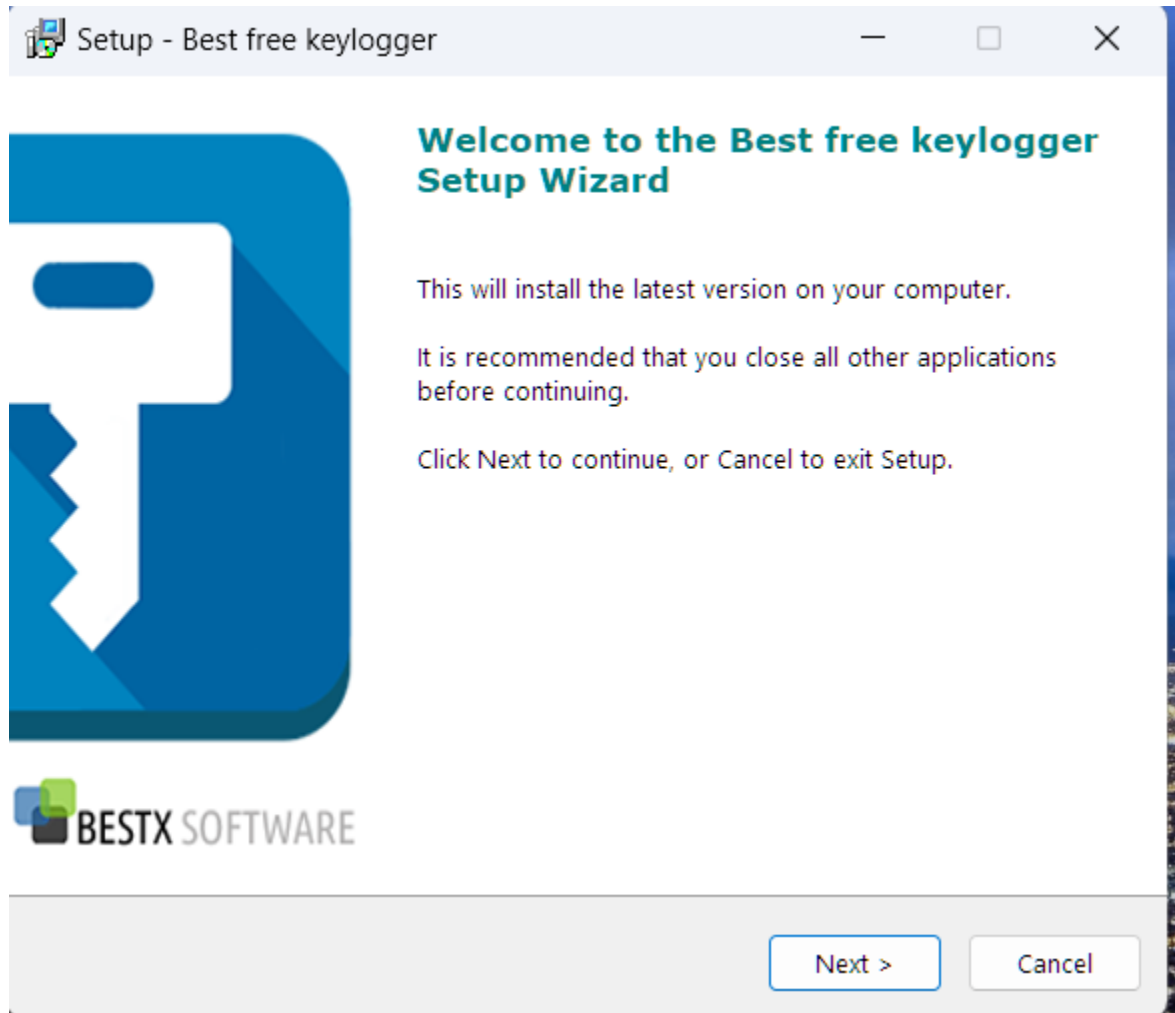 Setup - Best free keylogger
Welcome to the Best free keylogger
Setup Wizard
This will install the latest version on your computer.
It is recommended that you close all other applications
before continuing.
Click Next to continue, or Cancel to exit Setup.
BESTX SOFTWARE
Next >
Cancel